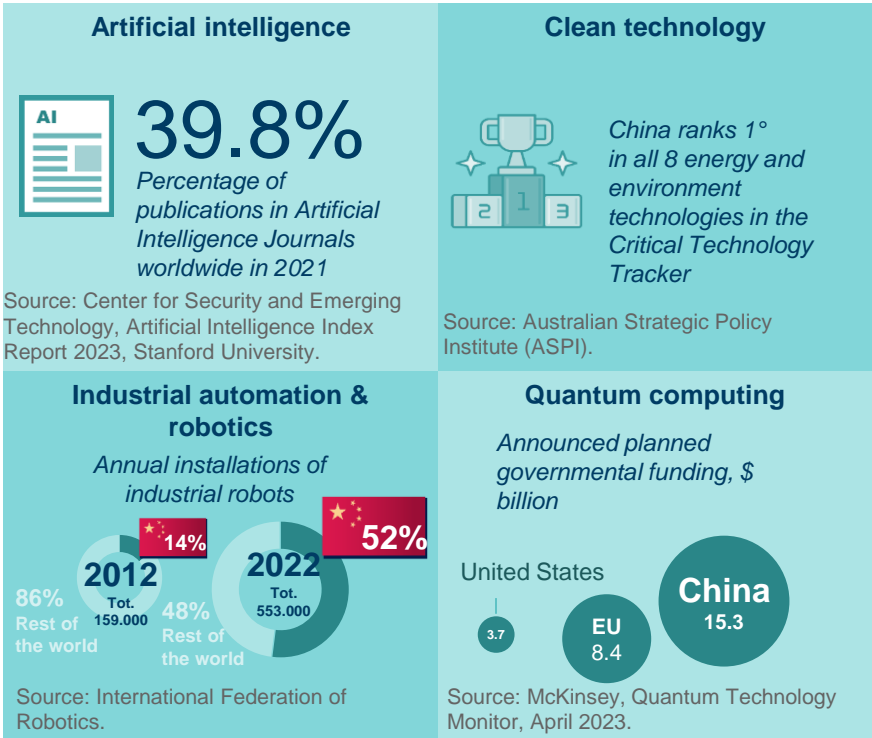 Artificial intelligence
AI
39.8%
Percentage of
publications in Artificial
Intelligence Journals
worldwide in 2021
Source: Center for Security and Emerging
Technology, Artificial Intelligence Index
Report 2023, Stanford University.
Clean technology
2
1
3
China ranks 1°
in all 8 energy and
environment
technologies in the
Critical Technology
Tracker
Source: Australian Strategic Policy
Institute (ASPI).
Industrial automation &
robotics
Annual installations of
industrial robots
14%
2012
Tot.
159.000
86%
Rest of
the world
52%
2022
Tot.
553.000
48%
Rest of
the world
Source: International Federation of
Robotics.
Quantum computing
Announced planned
governmental funding, $
billion
United States
3.7
EU
8.4
China
15.3
Source: McKinsey, Quantum Technology
Monitor, April 2023.